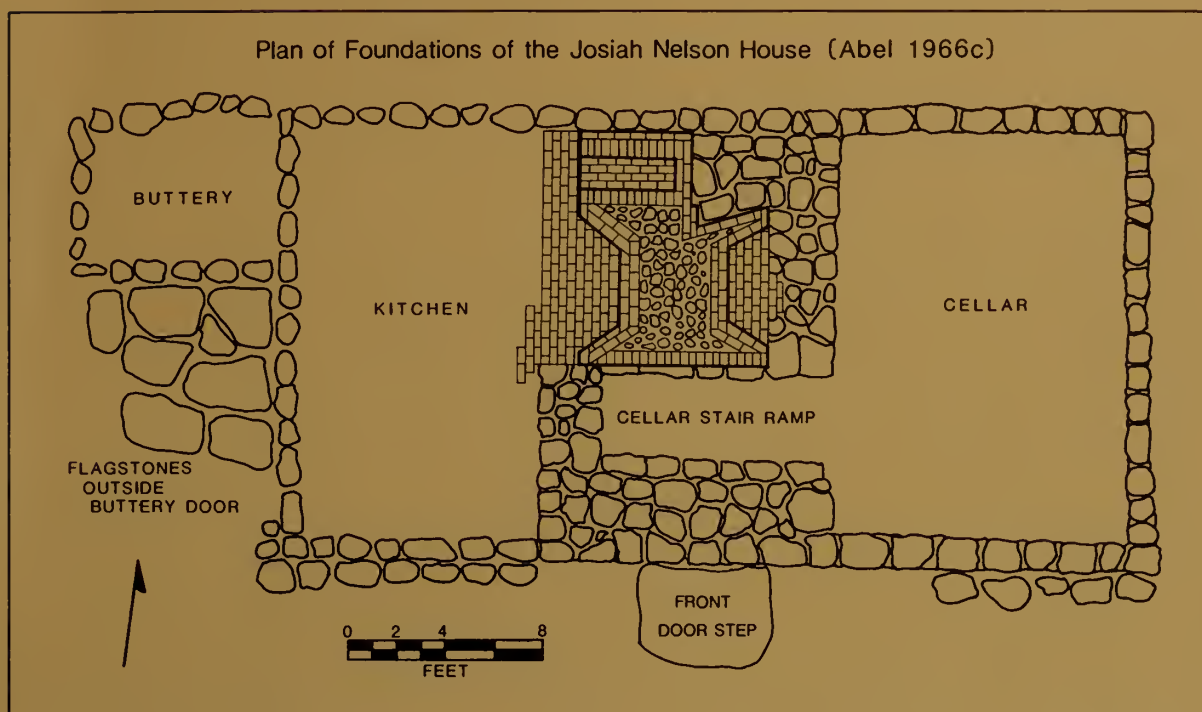 Plan of Foundations of the Josiah Nelson House (Abel 1966c)
BUTTERY
KITCHEN
CELLAR
CELLAR STAIR RAMP
FLAGSTONES
OUTSIDE
BUTTERY DOOR
FRONT
DOOR STEP
0 2 4 8
FEET